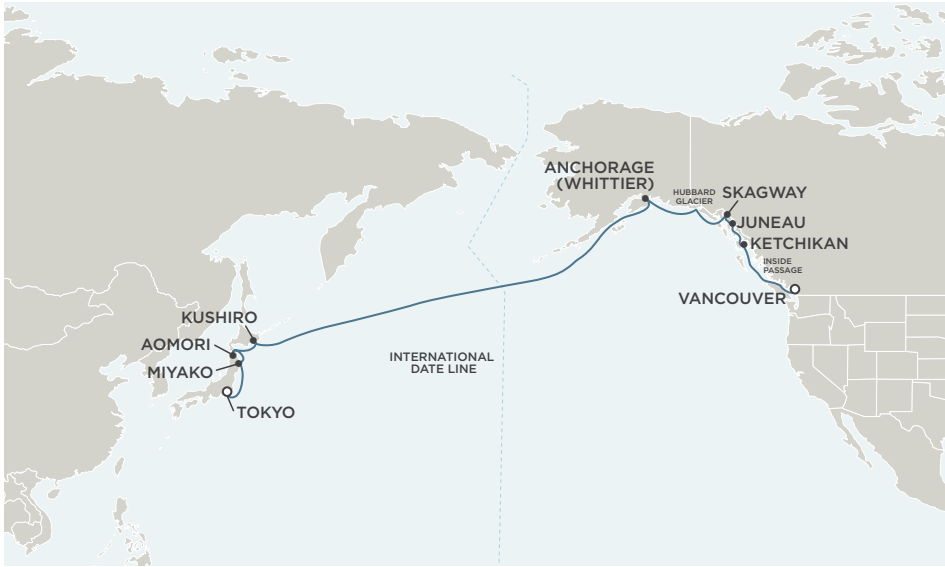 ANCHORAGE
(WHITTIER)
HUBBARD
GLACIER
SKAGWAY
JUNEAU
KETCHIKAN
INSIDE
PASSAGE
VANCOUVER
KUSHIRO
AOMORI
MIYAKO
TOKYO
INTERNATIONAL
DATE LINE